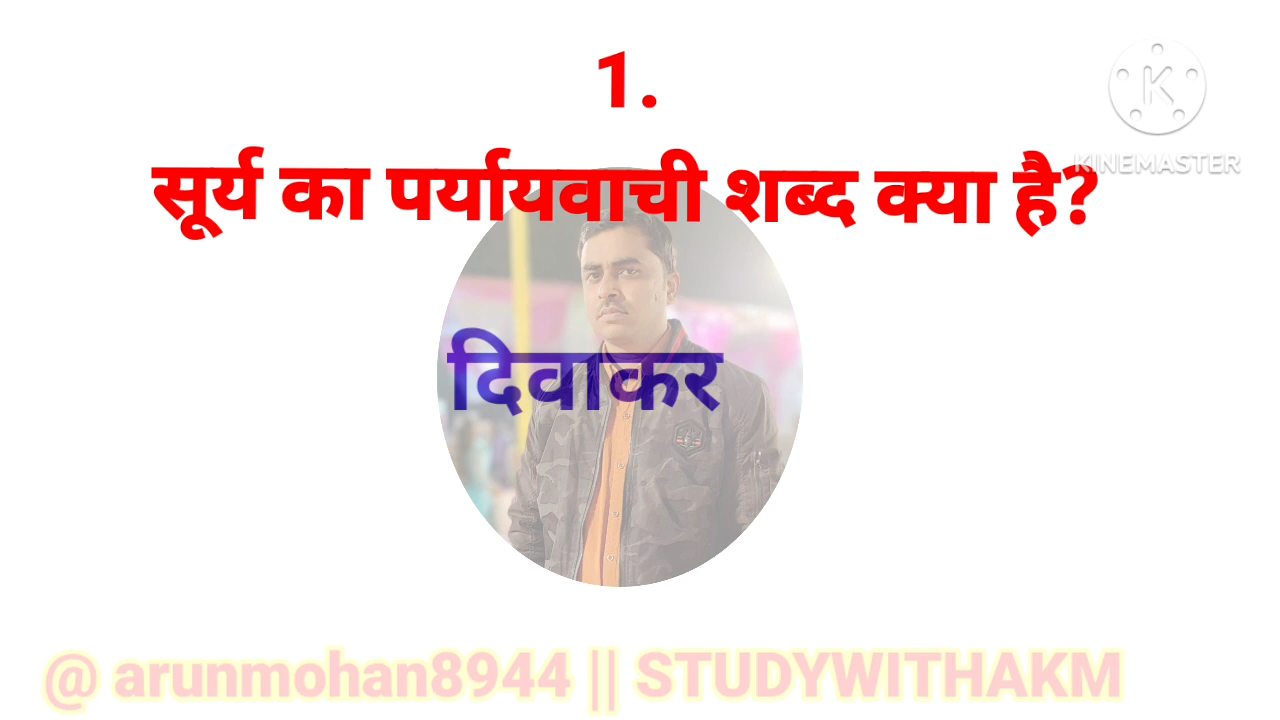 1.
सूर्य का पर्यायवाची शब्द क्या है?
KINEMASTER
दिवाकर
@ arunmohan8944 || STUDYWITHAKM